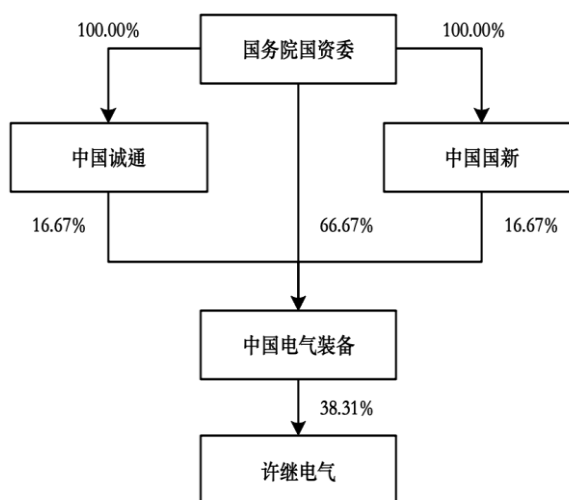 100.00%
国务院国资委
100.00%
中国诚通
中国国新
16.67%
66.67%
16.67%
中国电气装备
38.31%
许继电气